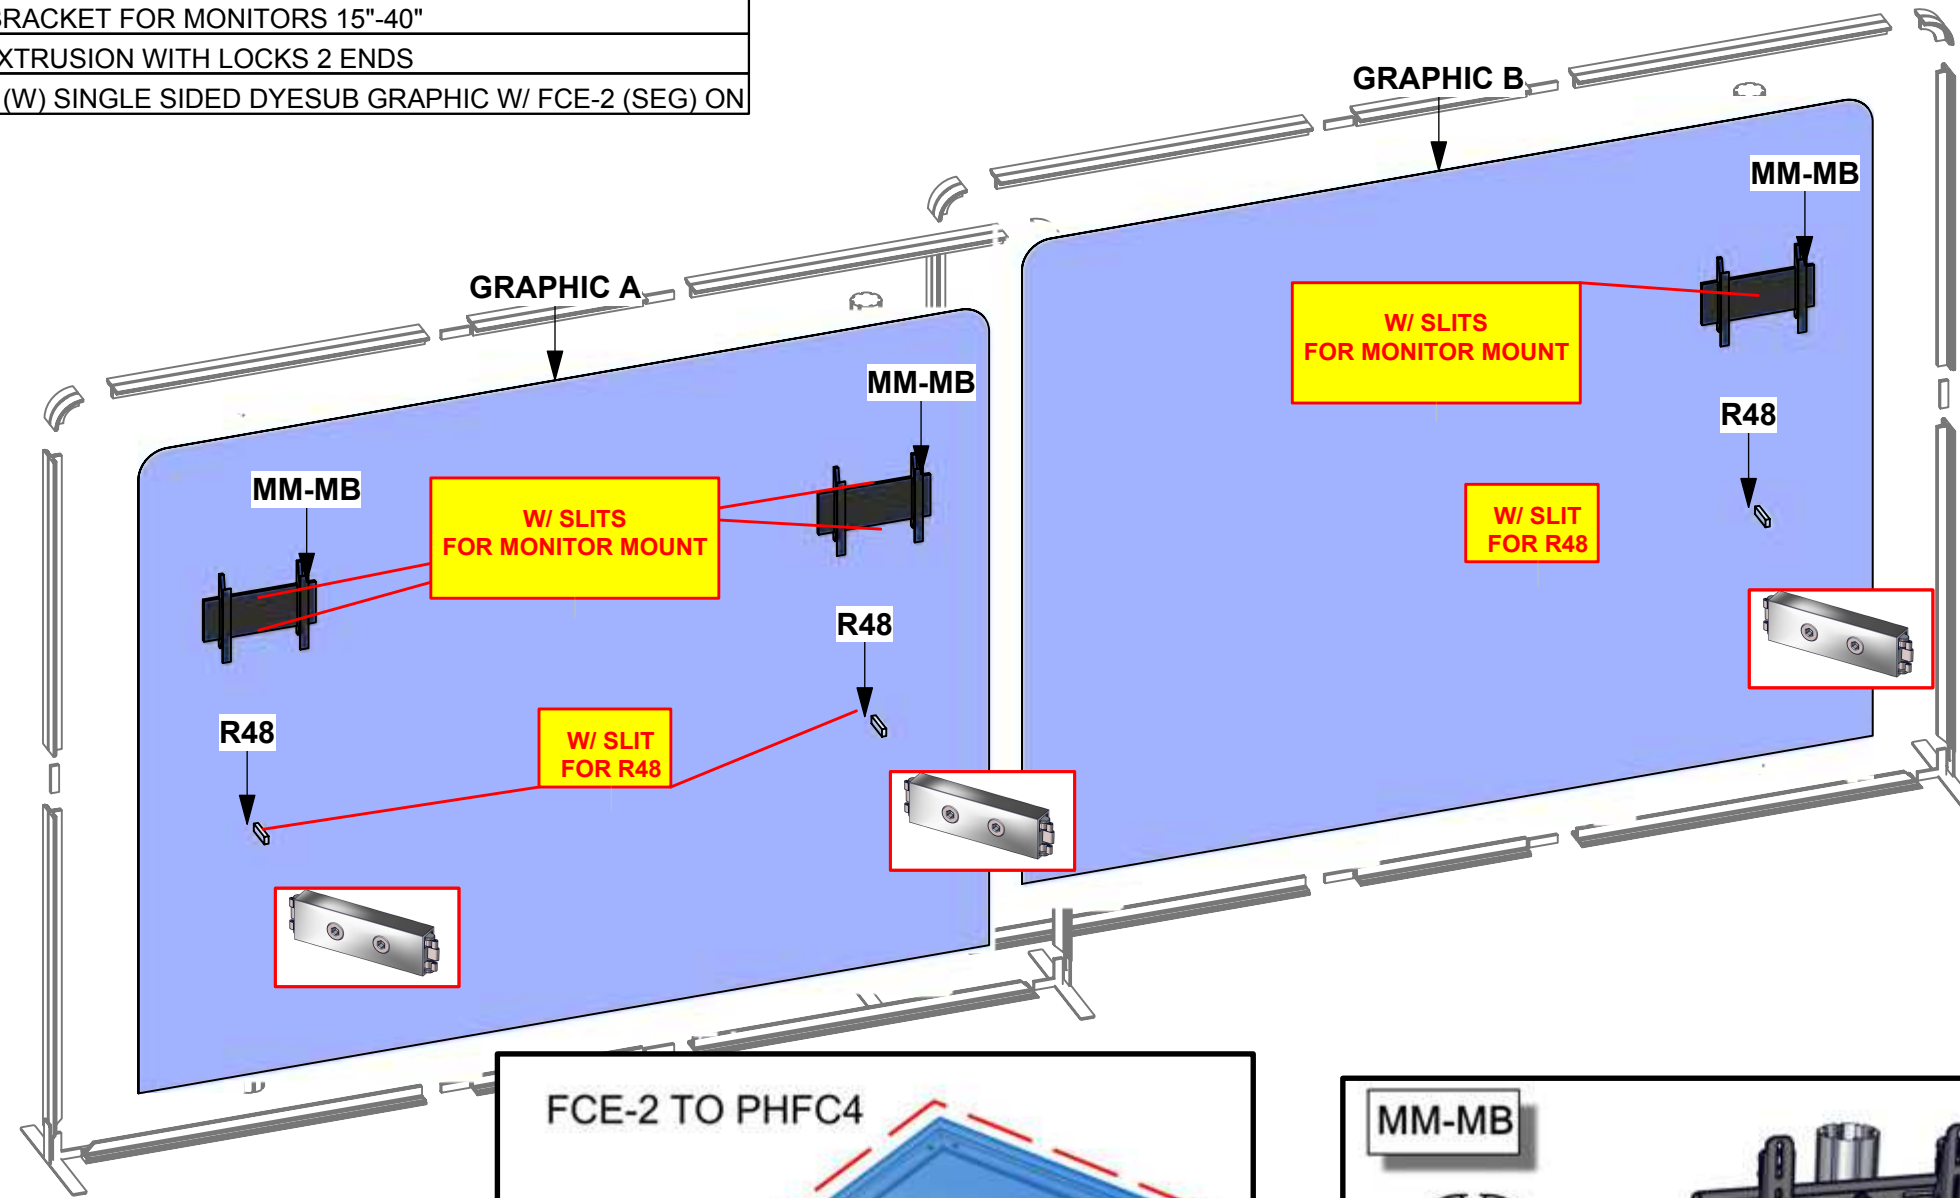 BRACKET FOR MONITORS 15"-40"
EXTRUSION WITH LOCKS 2 ENDS
(W) SINGLE SIDED DYESUB GRAPHIC W/ FCE-2 (SEG) ON
GRAPHIC B
MM-MB
GRAPHIC A
W/ SLITS
FOR MONITOR MOUNT
MM-MB
R48
MM-MB
W/ SLITS
FOR MONITOR MOUNT
W/ SLIT
FOR R48
R48
R48
W/ SLIT
FOR R48
FCE-2 TO PHFC4
MM-MB